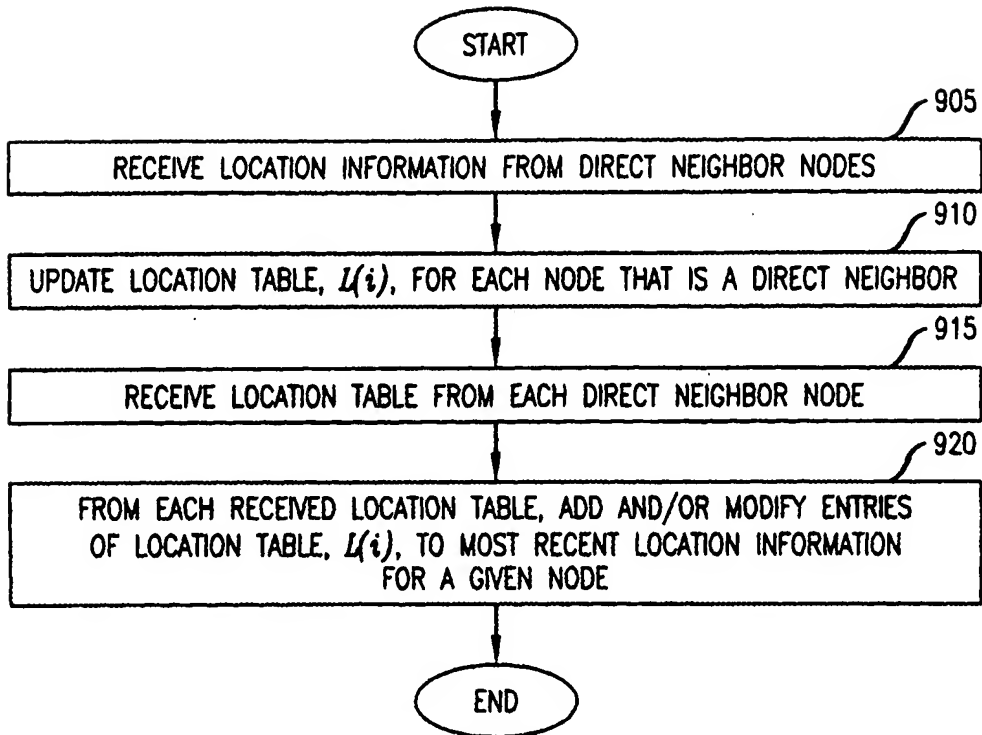 START
905
RECEIVE LOCATION INFORMATION FROM DIRECT NEIGHBOR NODES
910
UPDATE LOCATION TABLE, L(i), FOR EACH NODE THAT IS A DIRECT NEIGHBOR
915
RECEIVE LOCATION TABLE FROM EACH DIRECT NEIGHBOR NODE
920
FROM EACH RECEIVED LOCATION TABLE, ADD AND/OR MODIFY ENTRIES
OF LOCATION TABLE, L(i), TO MOST RECENT LOCATION INFORMATION
FOR A GIVEN NODE
END